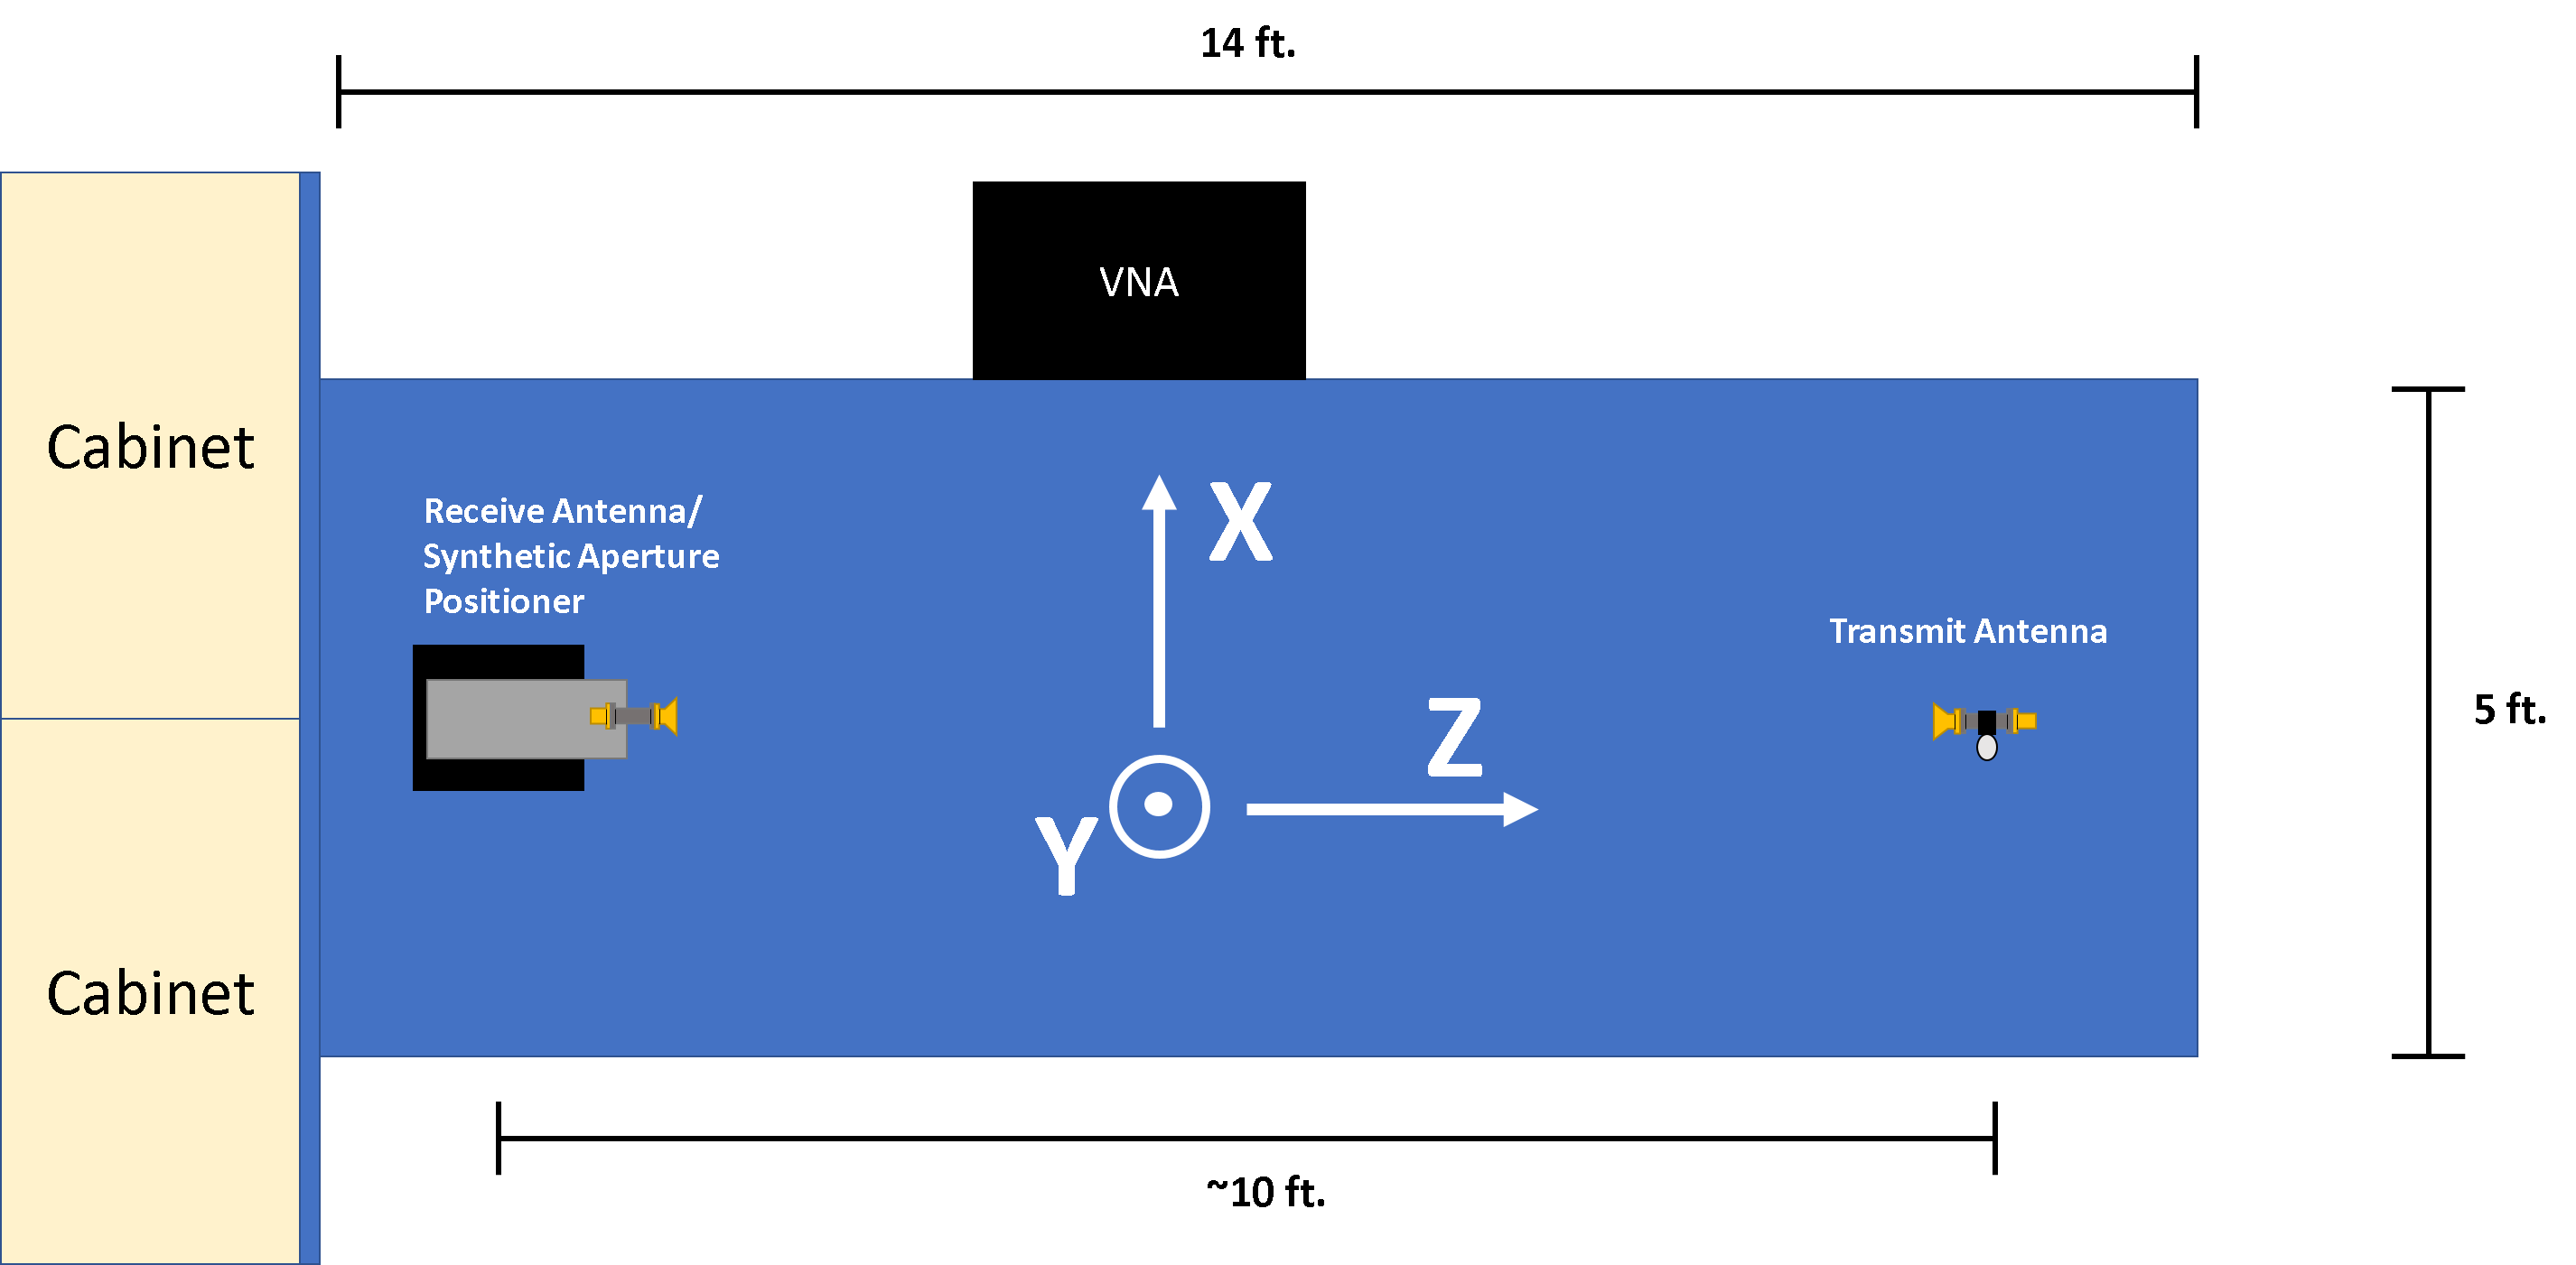 14 ft.
VNA
Cabinet
Receive Antenna/
Synthetic Aperture
Positioner
X
Transmit Antenna
Z
5 ft.
Y
Cabinet
~10 ft.